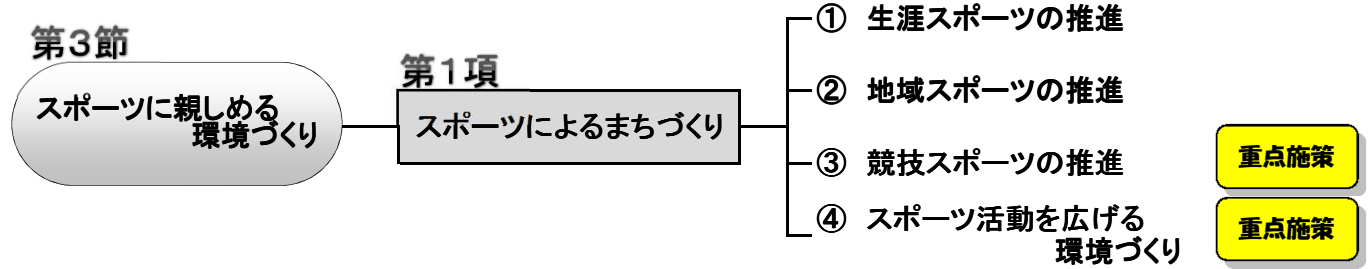 第３節
スポーツに親しめる
環境づくり
第１項
スポーツによるまちづくり
① 生涯スポーツの推進
② 地域スポーツの推進
③ 競技スポーツの推進
重点施策
④ スポーツ活動を広げる
環境づくり
重点施策